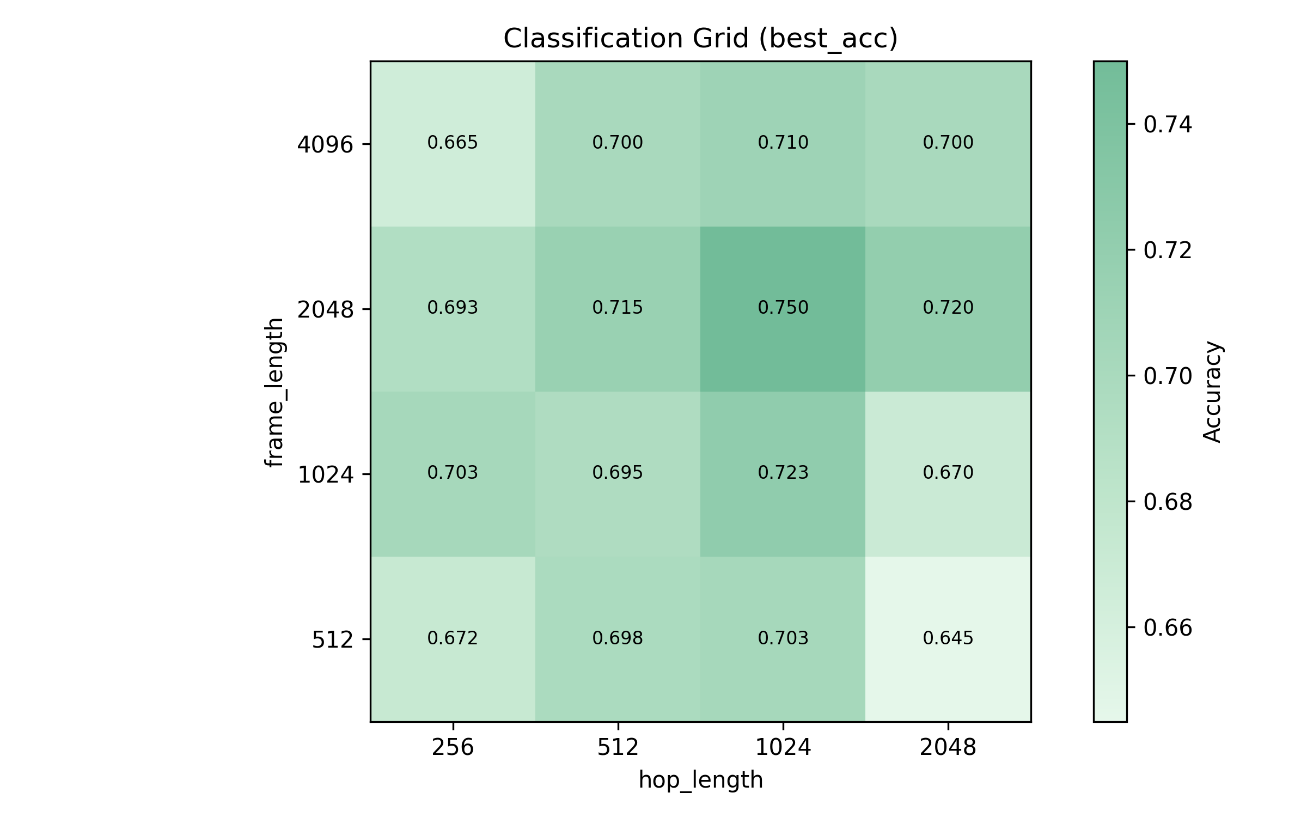 Classification Grid (best_acc)
4096 0.665 0.700 0.710 0.700
2048 0.693 0.715 0.750 0.720
1024 0.703 0.695 0.723 0.670
512 0.672 0.698 0.703 0.645
256 512 1024 2048
hop_length
frame_length
0.74
0.72
0.70
0.68
0.66
Accuracy